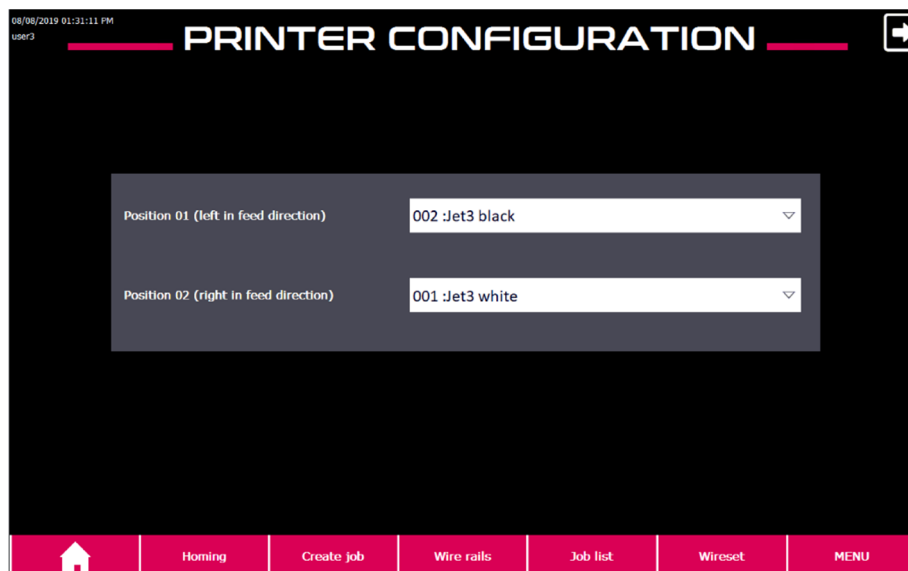 08/08/2019 01:31:11 PM
user3
PRINTER CONFIGURATION
Position 01 (left in feed direction)
002 :Jet3 black
Position 02 (right in feed direction)
001 :Jet3 white
Homing
Create job
Wire rails
Job list
Wireset
MENU